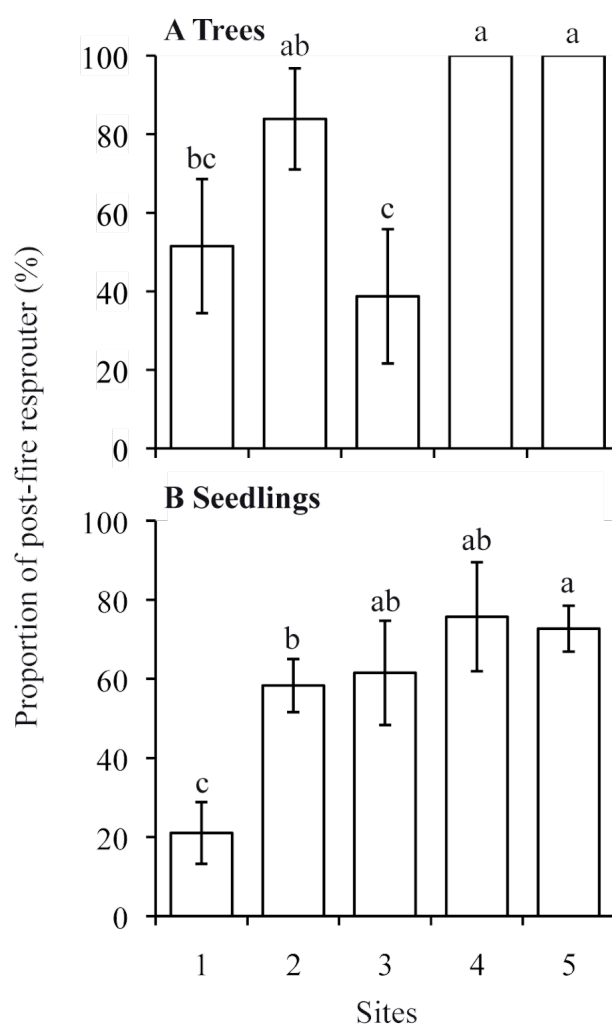 A Trees
a
a
ab
100
80
bc
60
c
40
20
0
Proportion of post-fire resprouter (%)
B Seedlings
100
ab
80
a
ab
b
60
40
c
20
0
1 2 3 4 5
Sites